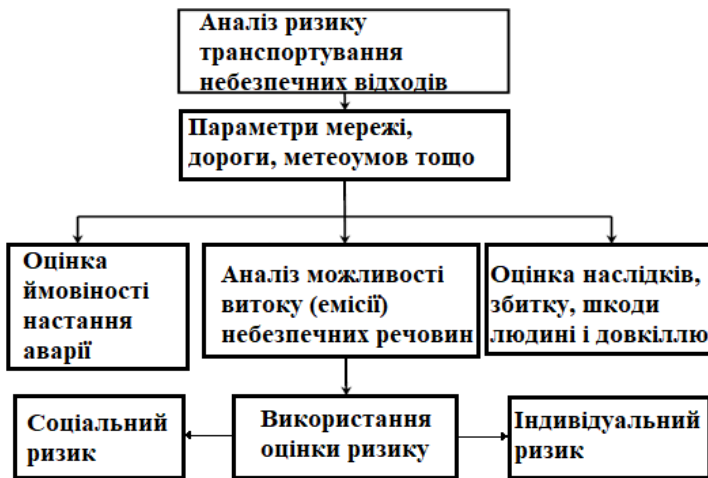 Аналіз ризику
транспортування
небезпечних відходів
Параметри мережі,
дороги, метеоумов тощо
Оцінка
ймовіності
настання
аварії
Аналіз можливості
витоку (емісії)
небезпечних речовин
Оцінка наслідків,
збитку, шкоди
людині і довкіллю
Соціальний
ризик
Використання
оцінки ризику
Індивідуальний
ризик